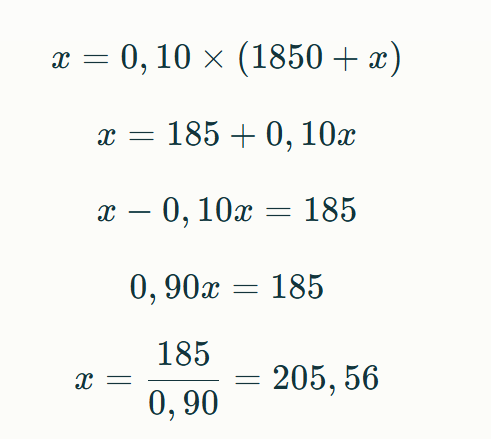 x = 0,10 × (1850 + x)
x = 185 + 0,10x
x − 0,10x = 185
0,90x = 185
x = 185/0,90 = 205,56